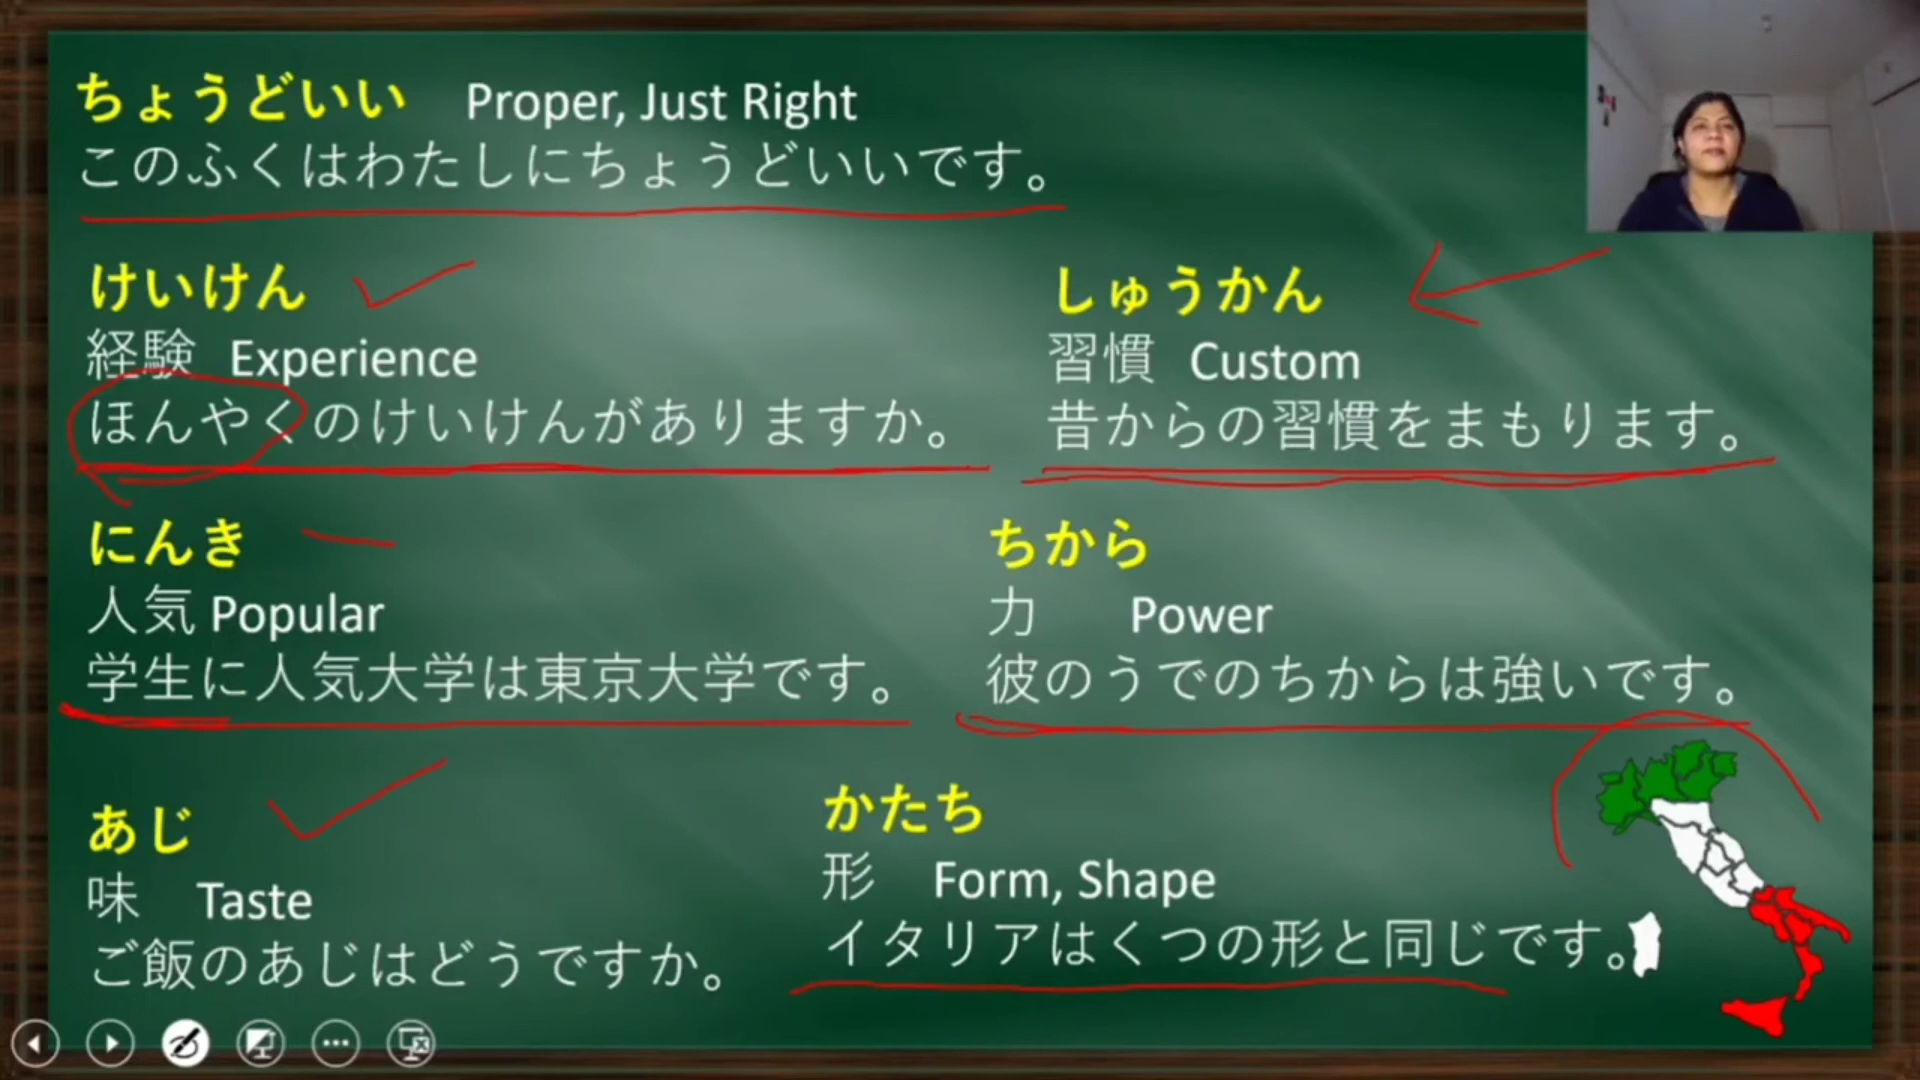 ちょうどいい Proper, Just Right
このふくはわたしにちょうどいいです。
けいけん
経験 Experience
ほんやくのけいけんがありますか。
しゅうかん
習慣 Custom
昔からの習慣をまもります。
にんき
人気 Popular
学生に人気大学は東京大学です。
ちから
力 Power
彼のうでのちからは強いです。
あじ
味 Taste
ご飯のあじはどうですか。
かたち
形 Form, Shape
イタリアはくつの形と同じです。